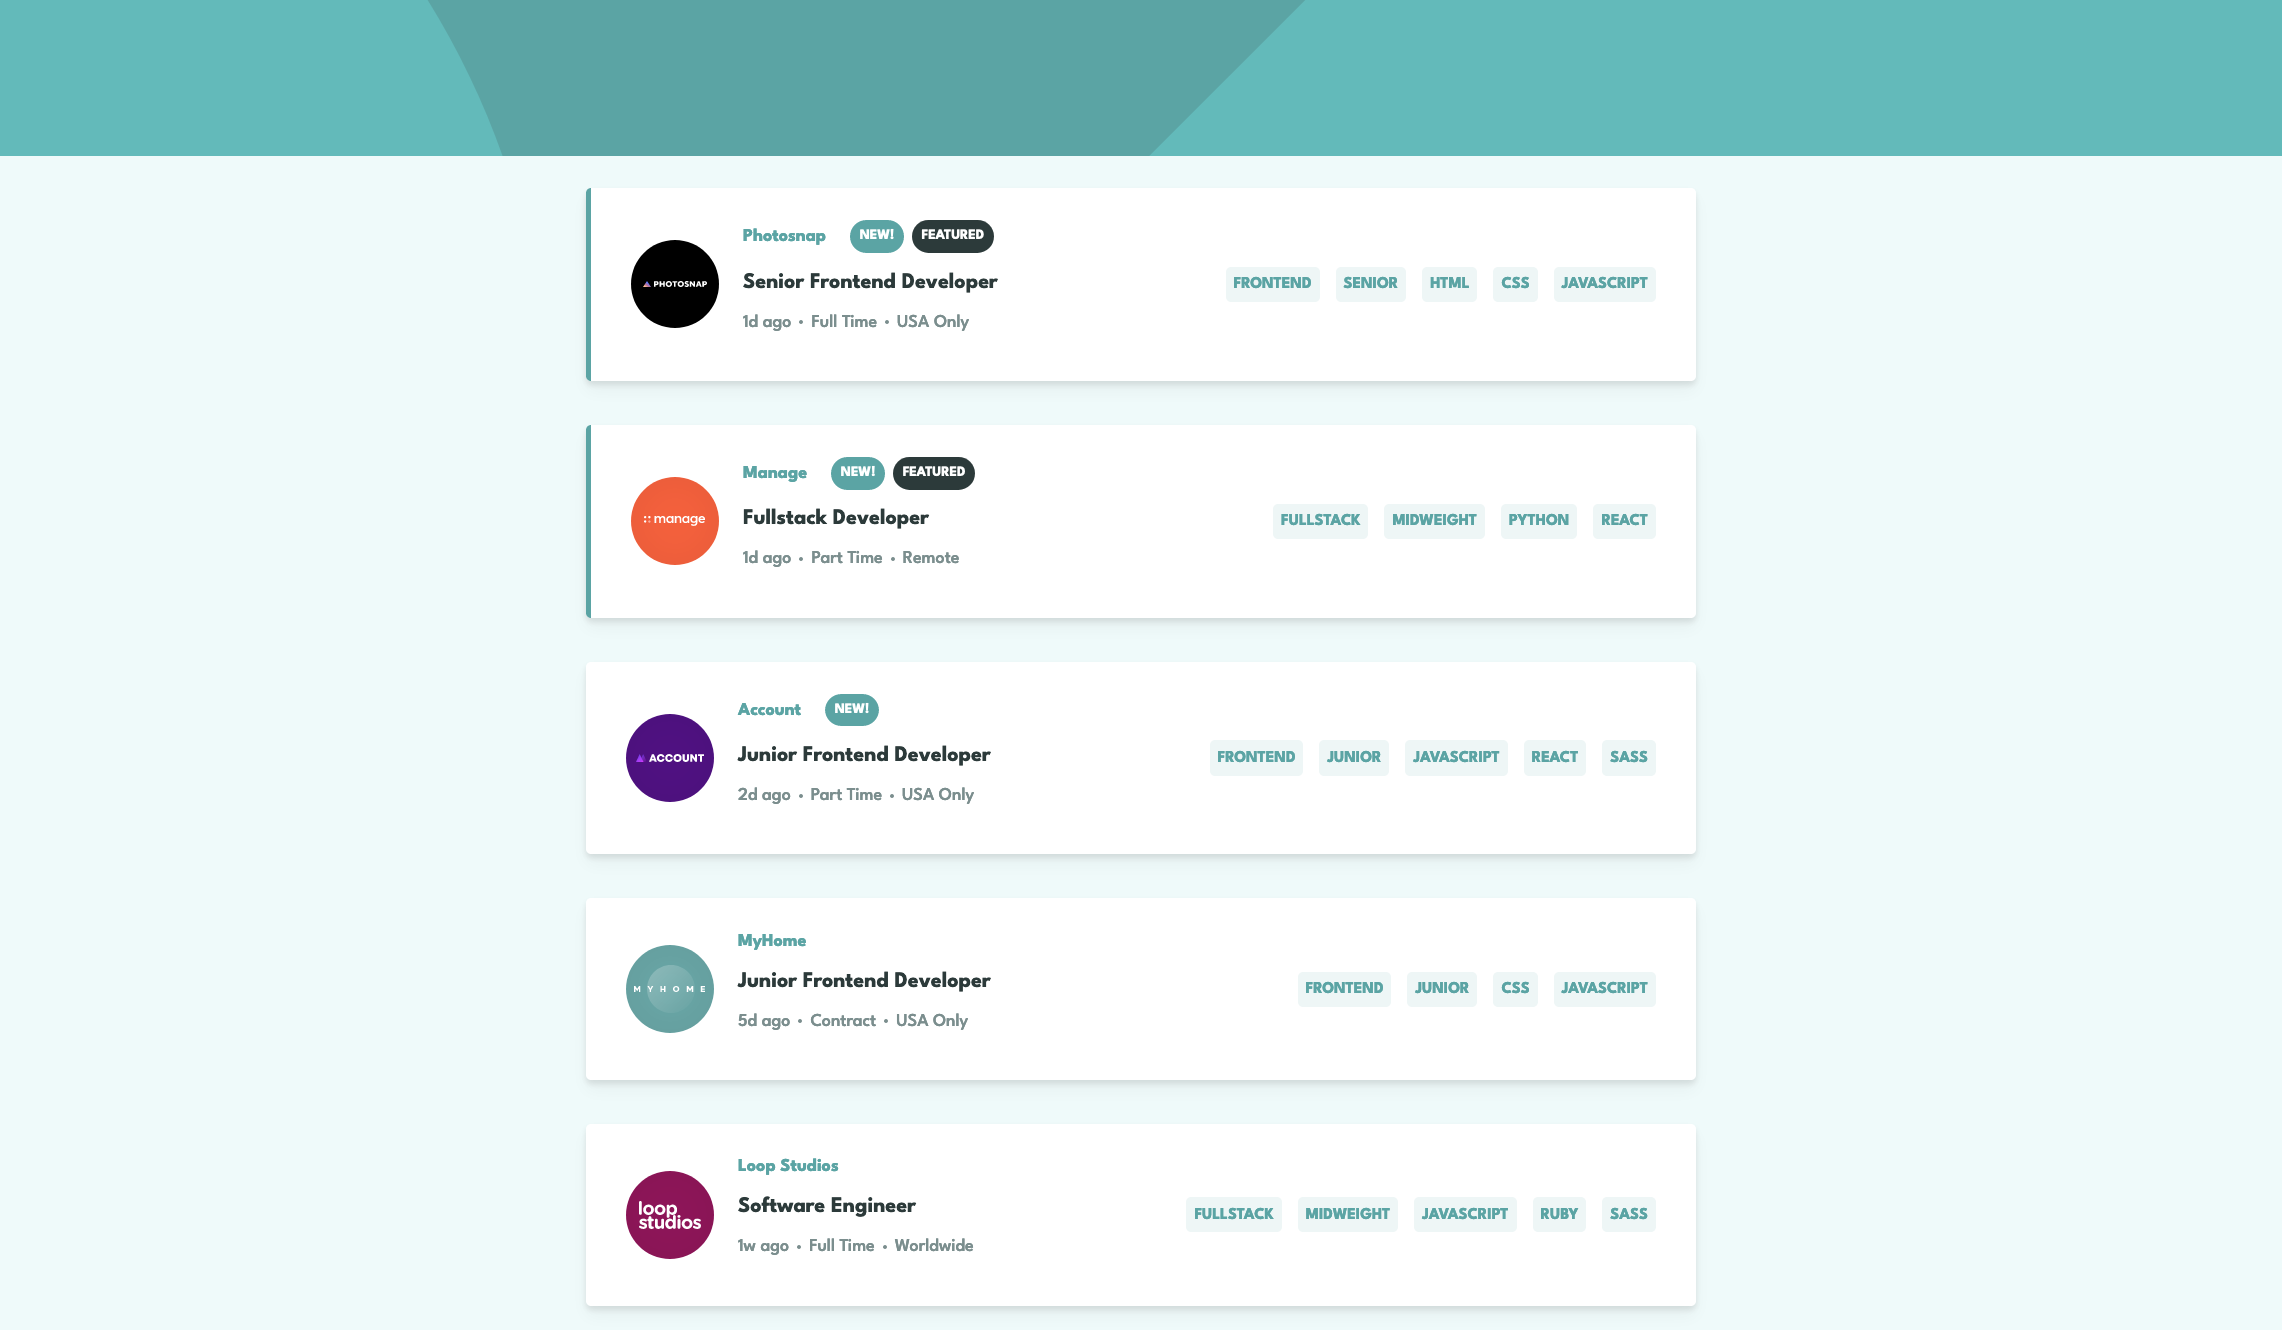 Photosnap NEW! FEATURED
PHOTOSNAP
Senior Frontend Developer
FRONTEND SENIOR HTML CSS JAVASCRIPT
1d ago • Full Time • USA Only
Manage NEW! FEATURED
manage
Fullstack Developer
FULLSTACK MIDWEIGHT PYTHON REACT
1d ago • Part Time • Remote
Account NEW!
ACCOUNT
Junior Frontend Developer
FRONTEND JUNIOR JAVASCRIPT REACT SASS
2d ago • Part Time • USA Only
MyHome
MYHOME
Junior Frontend Developer
FRONTEND JUNIOR CSS JAVASCRIPT
5d ago • Contract • USA Only
Loop Studios
loop
studios
Software Engineer
FULLSTACK MIDWEIGHT JAVASCRIPT RUBY SASS
1w ago • Full Time • Worldwide